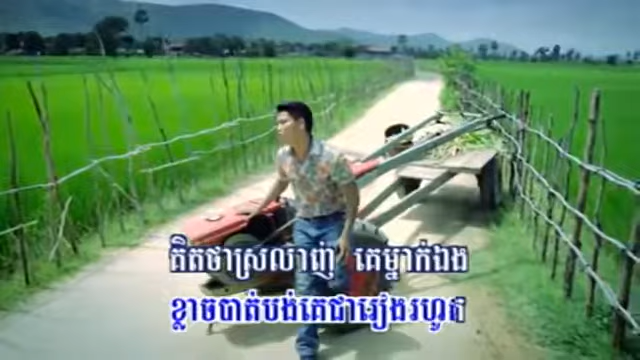 គិតថាស្រលាញ់ គេម្នាក់ឯង
ខ្លាចបាត់បង់គេជារៀងរហូត